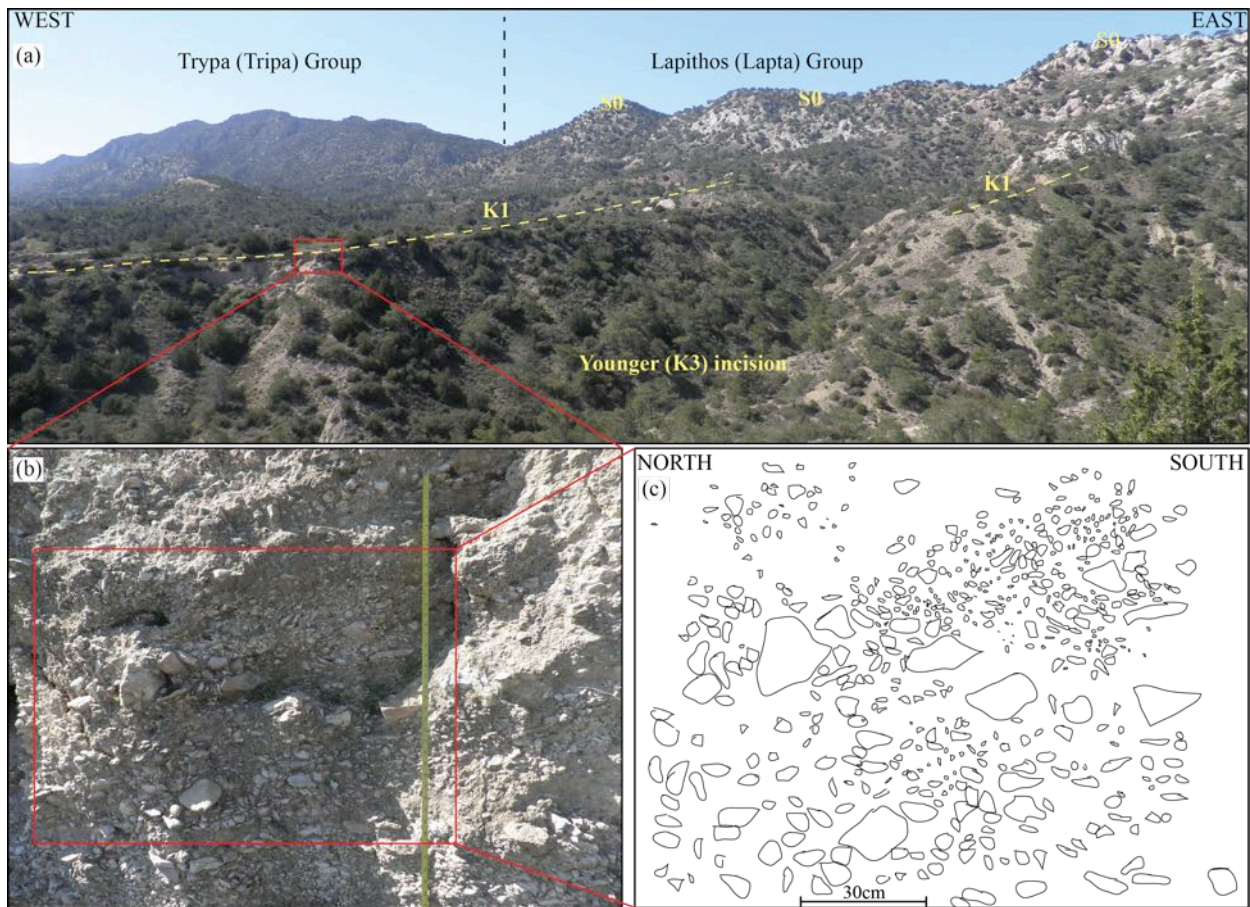 WEST
EAST
(a)
Trypa (Tripa) Group
Lapithos (Lapta) Group
S0
S0
S0
K1
K1
Younger (K3) incision
(b)
NORTH
SOUTH
(c)
30cm